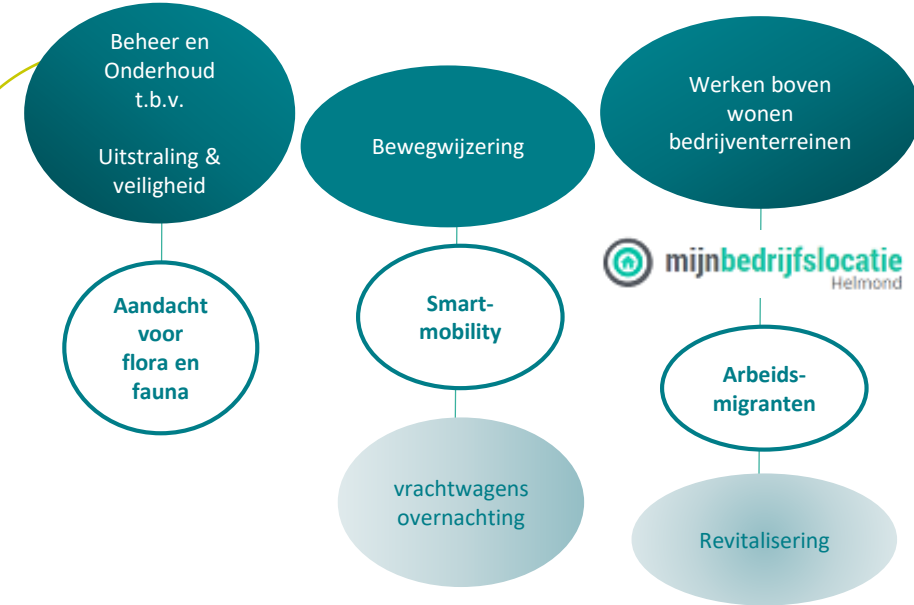 Beheer en
Onderhoud
t.b.v.
Uitstraling &
veiligheid
Aandacht
voor
flora en
fauna
Bewegwijzering
Smart-
mobility
vrachtwagens
overnachting
Werken boven
wonen
bedrijventerreinen
mijnbedrijfslocatie
Helmond
Arbeids-
migranten
Revitalisering